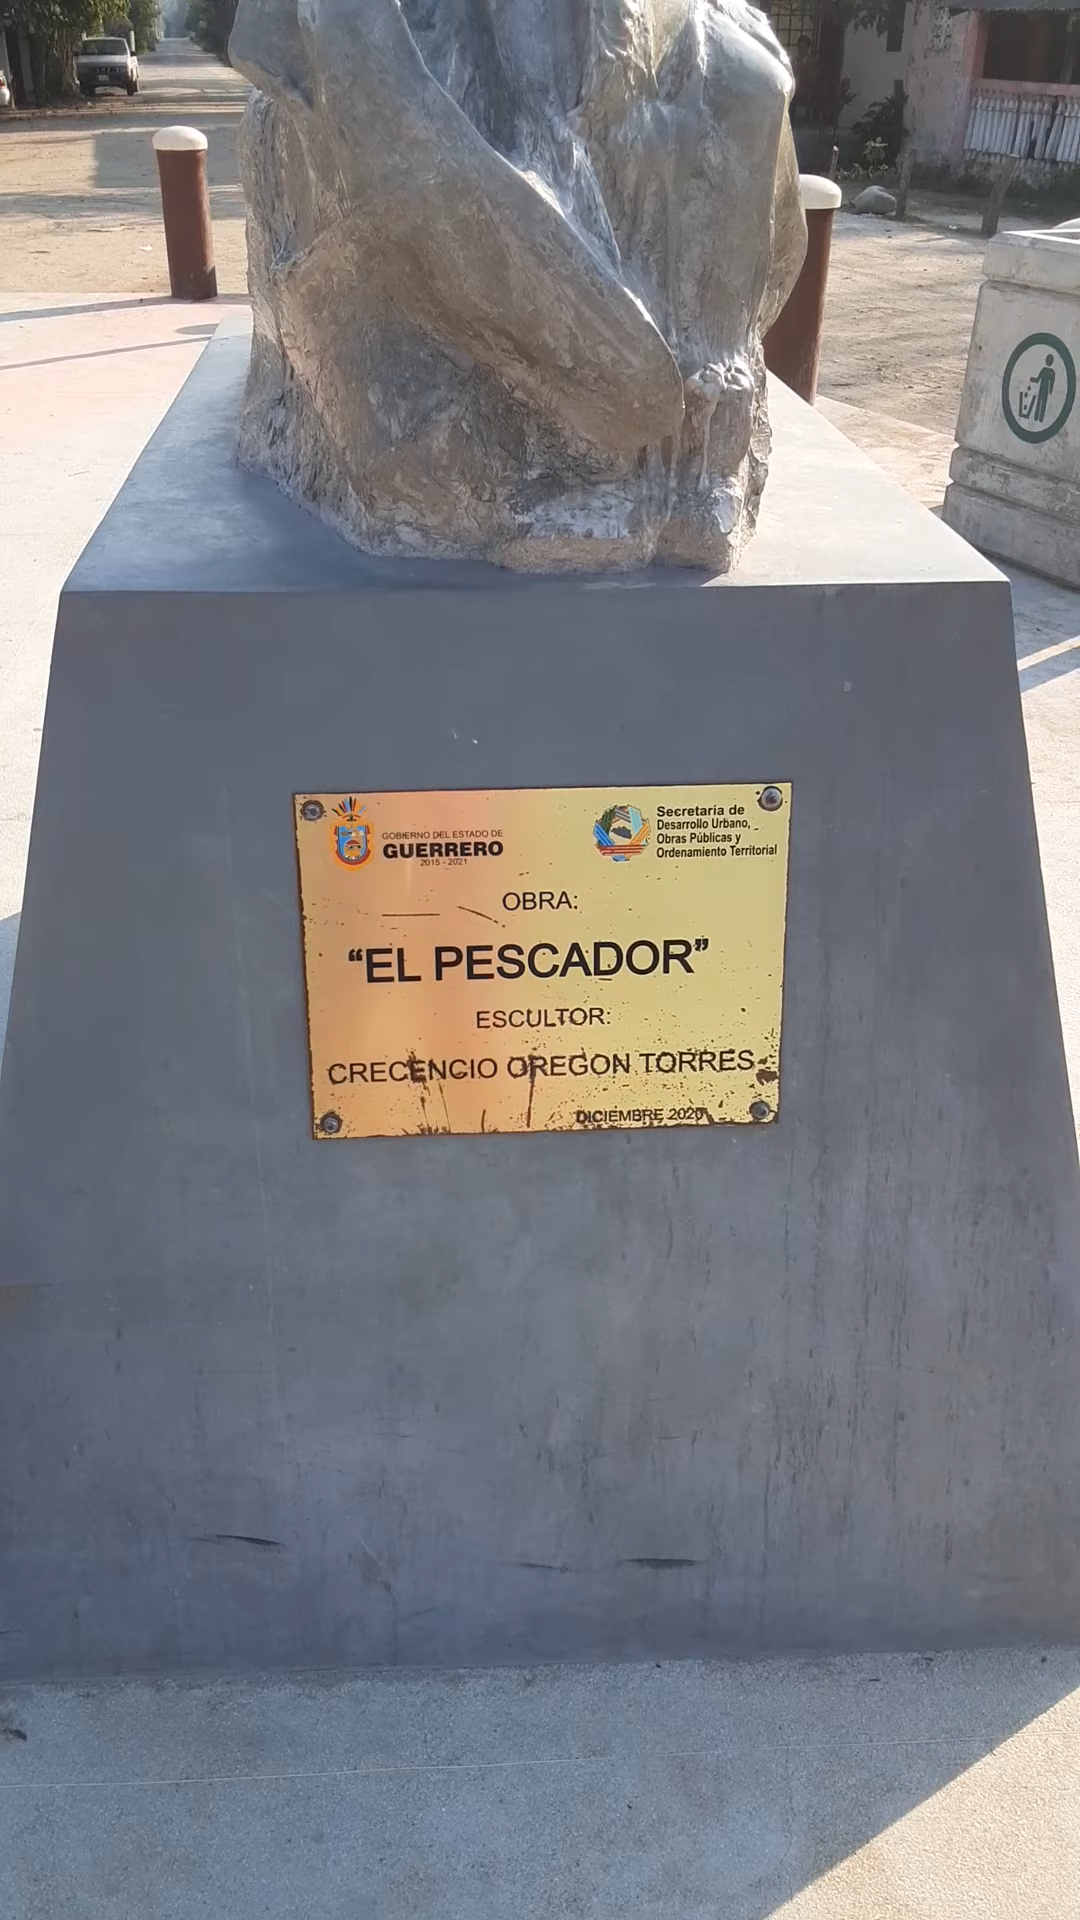 GOBIERNO DEL ESTADO DE
GUERRERO
2015 - 2021
Secretaría de
Desarrollo Urbano,
Obras Públicas y
Ordenamiento Territorial
OBRA:
“EL PESCADOR”
ESCULTOR:
CRECENCIO OREGON TORRES
DICIEMBRE 2020